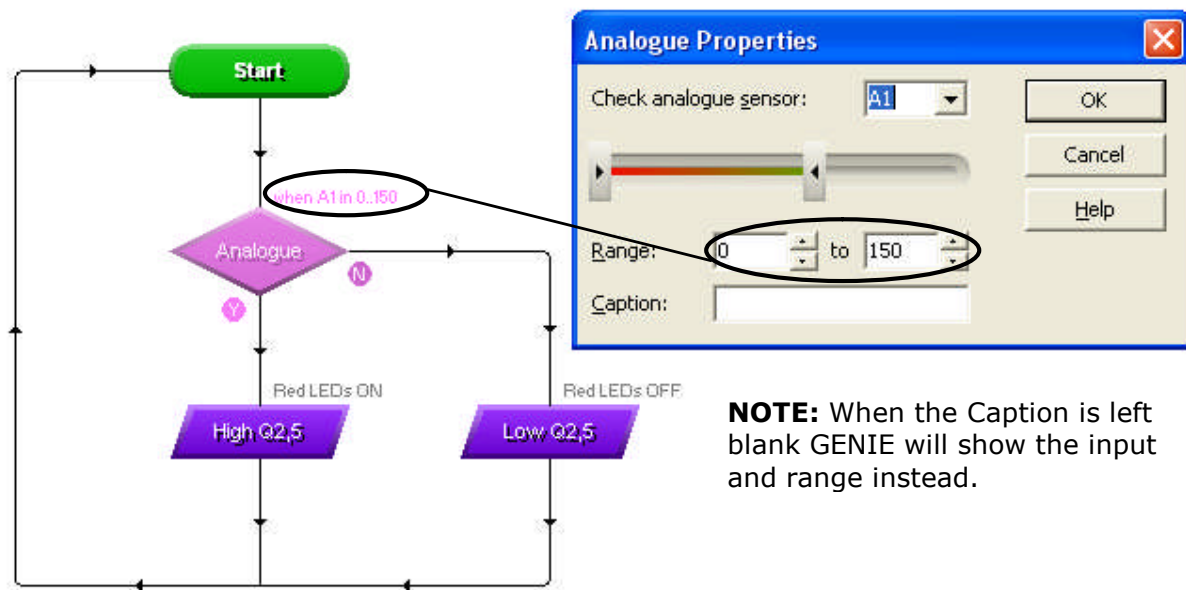 Start
when A1 in 0..150
Analogue
N
Y
Red LEDs ON
High Q2,5
Red LEDs OFF
Low Q2,5
Analogue Properties
Check analogue sensor:
A1
OK
Cancel
Help
Range:
0
to
150
Caption:
NOTE: When the Caption is left
blank GENIE will show the input
and range instead.